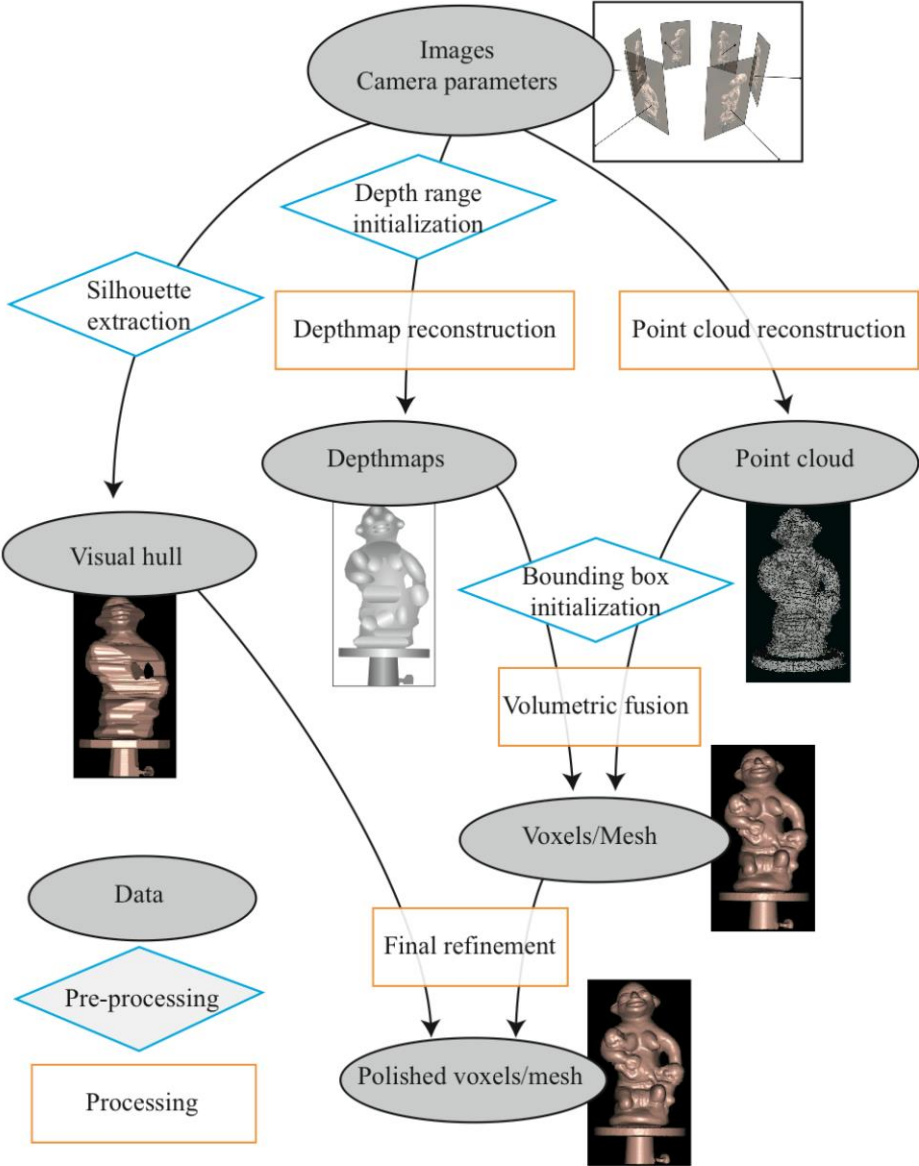 Images
Camera parameters
Depth range
initialization
Silhouette
extraction
Depthmap reconstruction
Point cloud reconstruction
Depthmaps
Point cloud
Visual hull
Bounding box
initialization
Volumetric fusion
Voxels/Mesh
Data
Final refinement
Pre-processing
Polished voxels/mesh
Processing